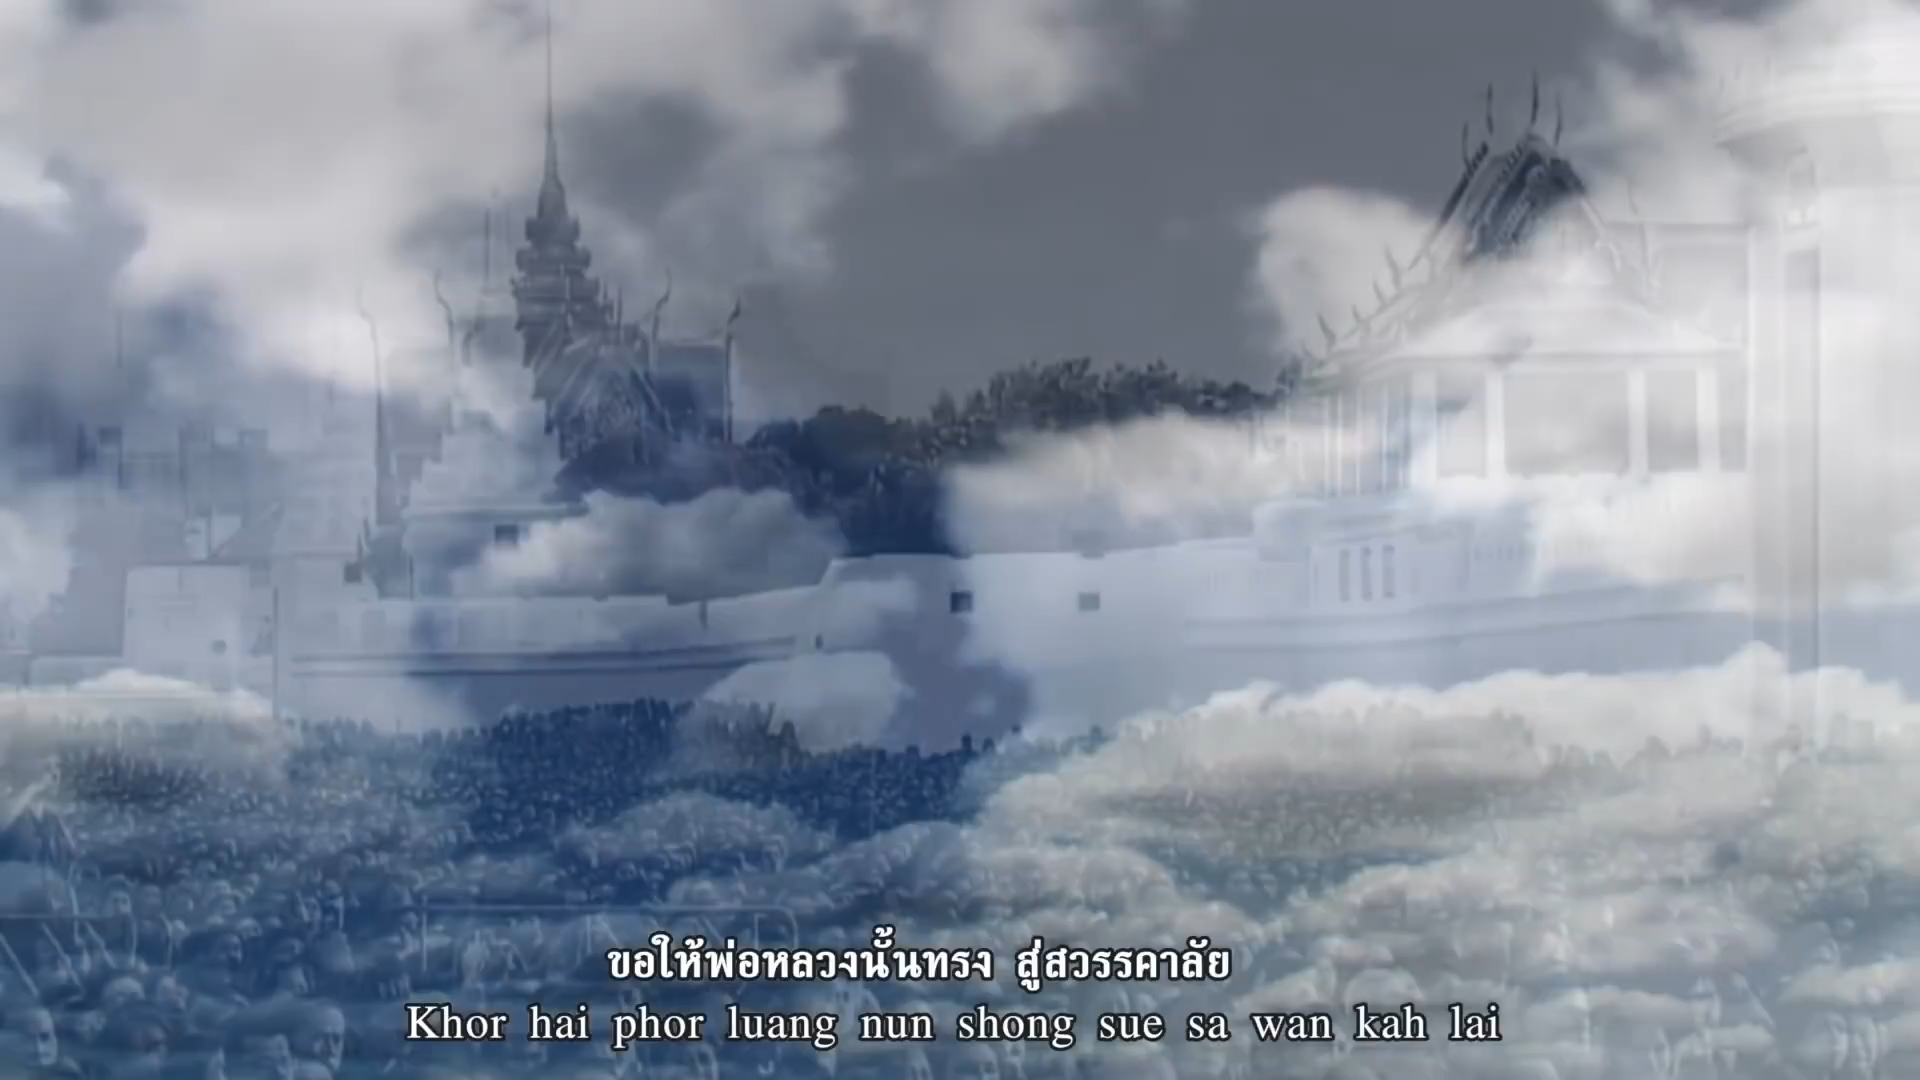 ขอให้พ่อหลวงนั้นทรง สู่สวรรคาลัย
Khor hai phor luang nun shong sue sa wan kah lai